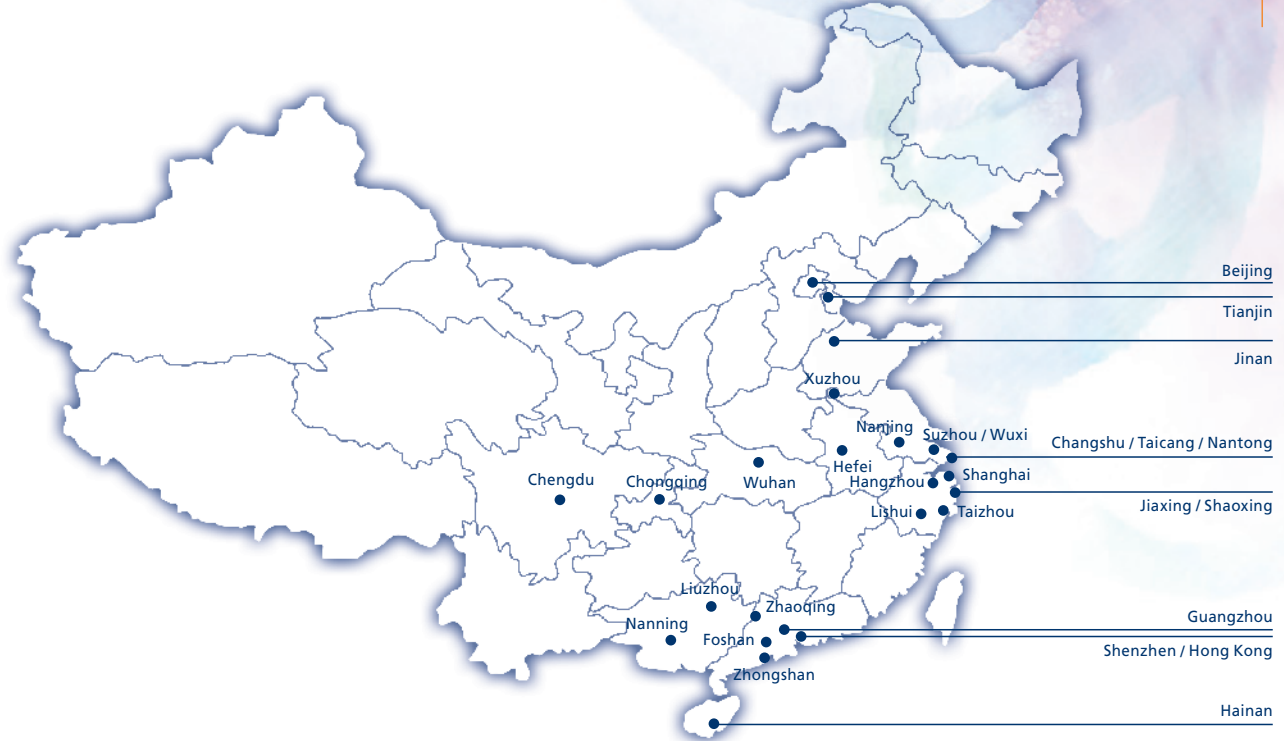 Beijing
Tianjin
Jinan
Xuzhou
Nanjing
Suzhou / Wuxi
Changshu / Taicang / Nantong
Hefei
Shanghai
Chengdu
Chongqing
Wuhan
Hangzhou
Jiaxing / Shaoxing
Lishui
Taizhou
Liuzhou
Zhaoqing
Guangzhou
Nanning
Foshan
Shenzhen / Hong Kong
Zhongshan
Hainan